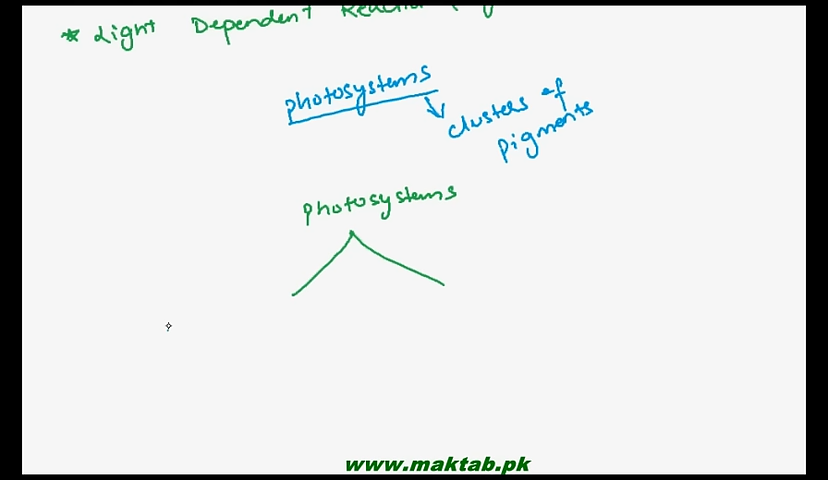 * Light Dependent
photosystems
clusters of
pigments
photosystems
www.maktab.pk